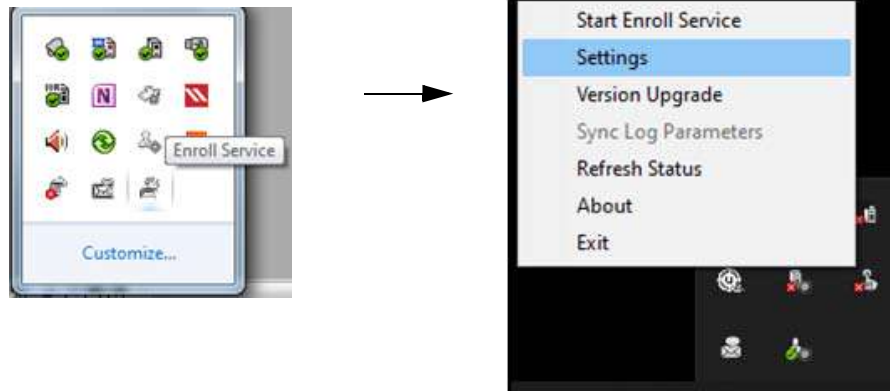 Enroll Service
Customize...
Start Enroll Service
Settings
Version Upgrade
Sync Log Parameters
Refresh Status
About
Exit